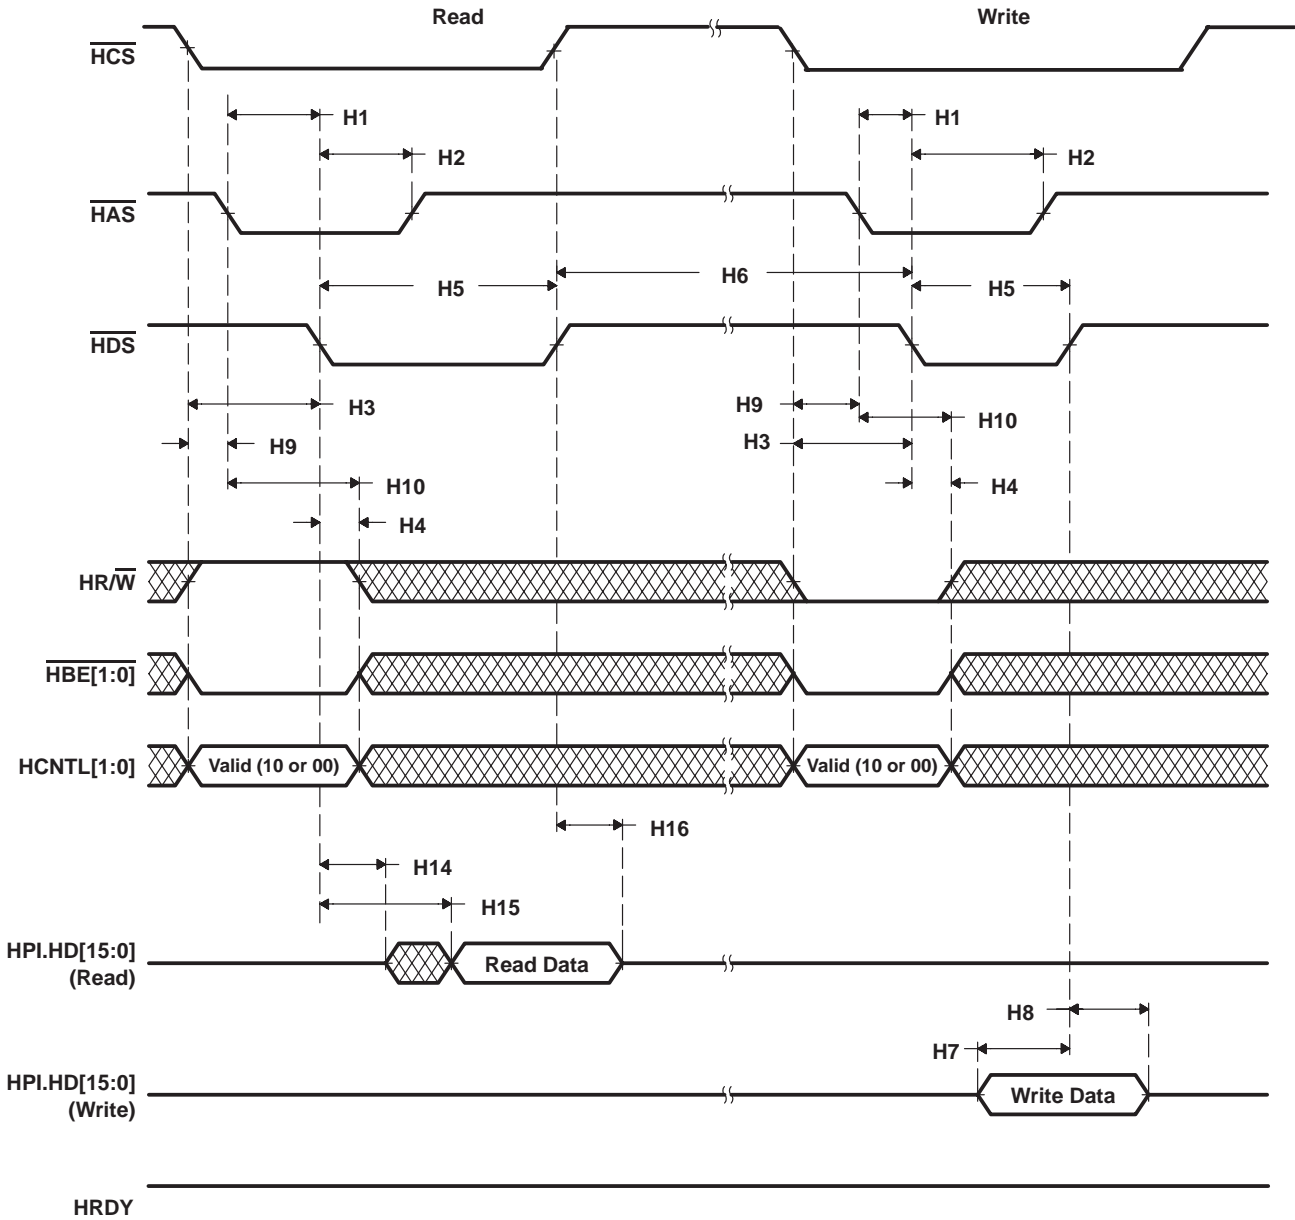 Read
Write
HCS
H1
H1
H2
H2
HAS
H6
H5
H5
HDS
H3
H9
H9
H10
H3
H10
H4
H4
HR/W
HBE[1:0]
HCNTL[1:0]
Valid (10 or 00)
Valid (10 or 00)
H16
H14
H15
HPI.HD[15:0]
(Read)
Read Data
H8
H7
HPI.HD[15:0]
(Write)
Write Data
HRDY